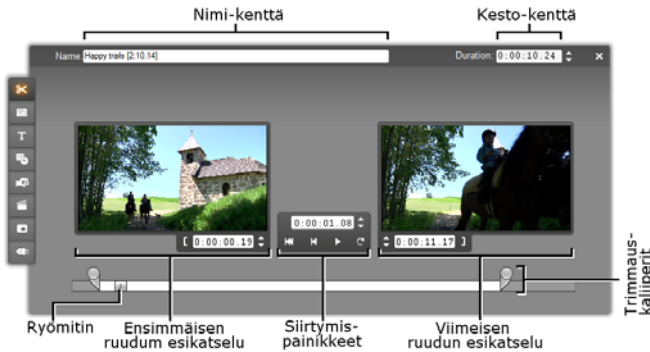 Nimi-kenttä
Kesto-kenttä
Name: Happy trails [2:10.14]
Duration: 0:00:10.24
T
0:00:01.08
[ 0:00:00.19
0:00:11.17 ]
Trimmaus-
kaliiperit
Ryömitin
Ensimmäisen
ruudum esikatselu
Siirtymis-
painikkeet
Viimeisen
ruudun esikatselu